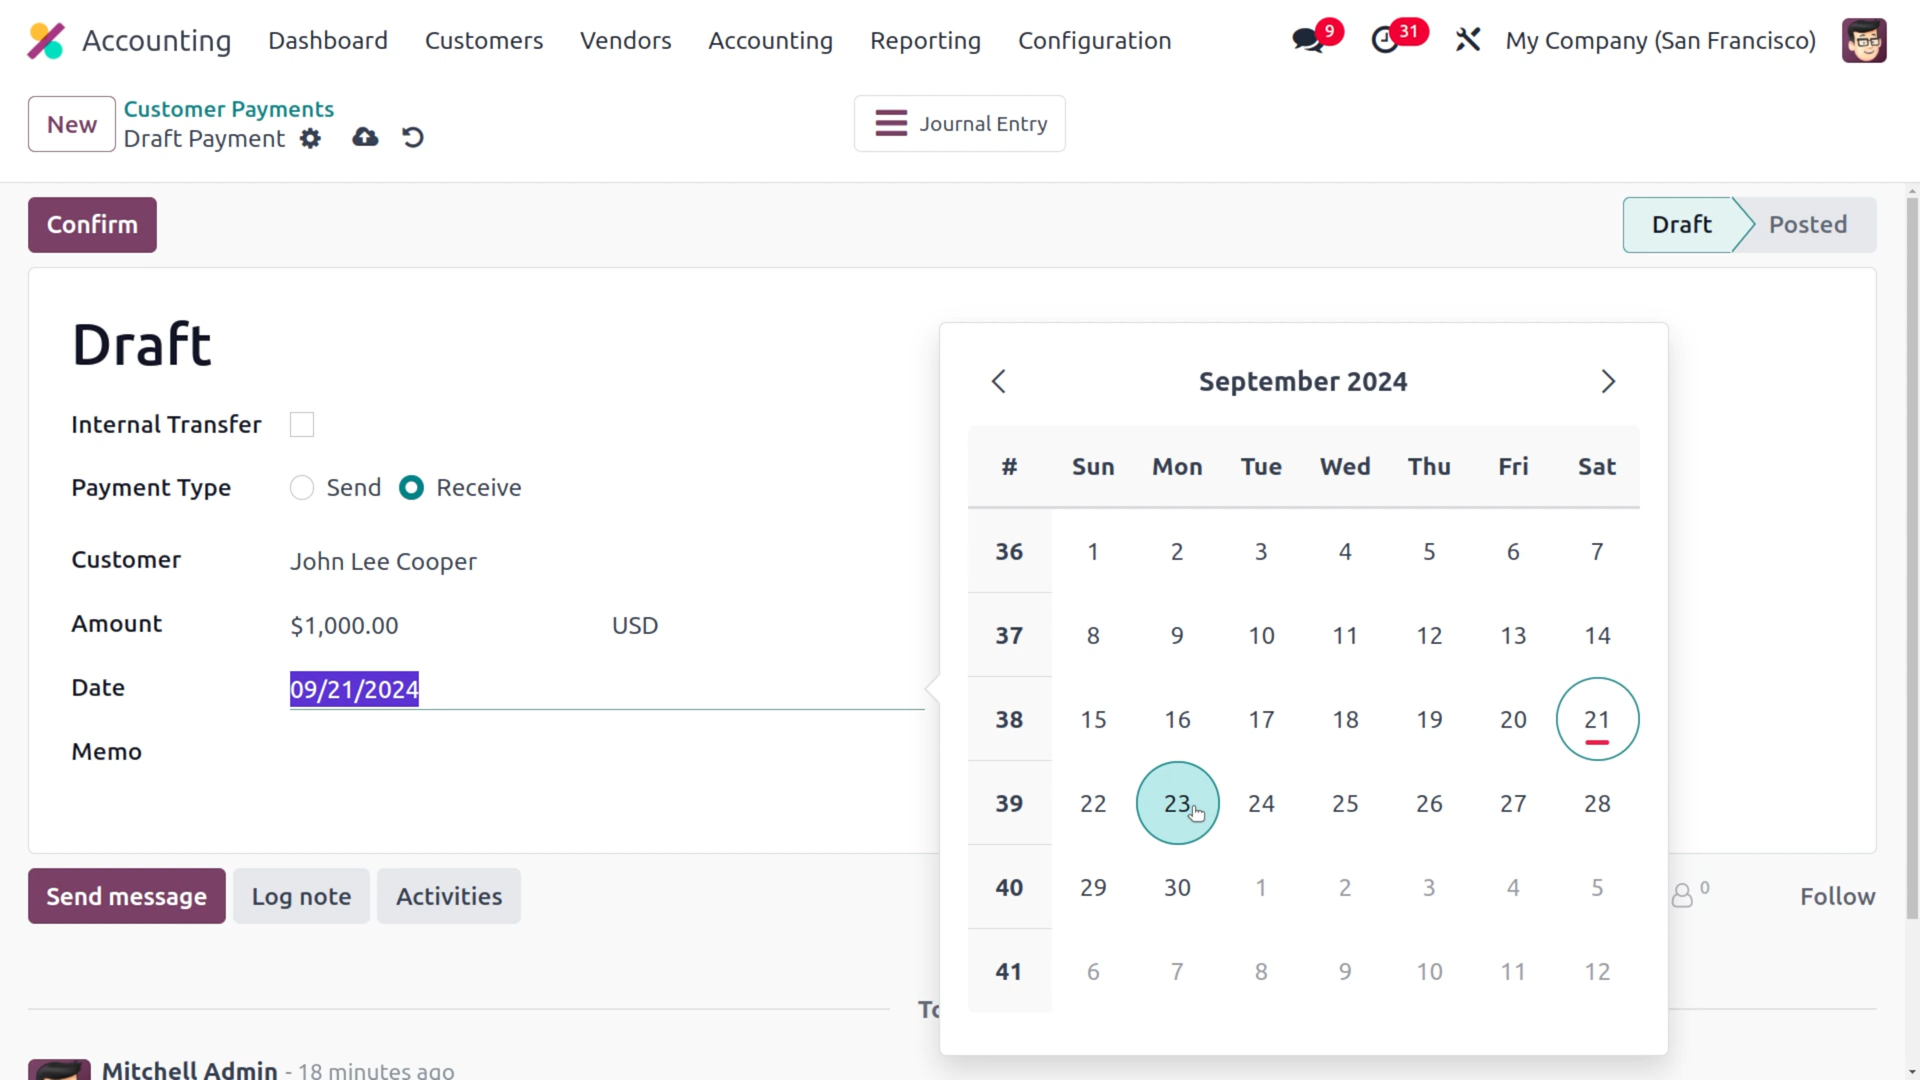 Accounting Dashboard Customers Vendors Accounting Reporting Configuration 9 31 My Company (San Francisco)
New
Customer Payments
Draft Payment
Journal Entry
Confirm
Draft Posted
Draft
Internal Transfer
Payment Type Send Receive
Customer John Lee Cooper
Amount $1,000.00 USD
Date 09/21/2024
Memo
September 2024
# Sun Mon Tue Wed Thu Fri Sat
36 1 2 3 4 5 6 7
37 8 9 10 11 12 13 14
38 15 16 17 18 19 20 21
39 22 23 24 25 26 27 28
40 29 30 1 2 3 4 5
41 6 7 8 9 10 11 12
Send message Log note Activities 0 Follow
Mitchell Admin - 18 minutes ago